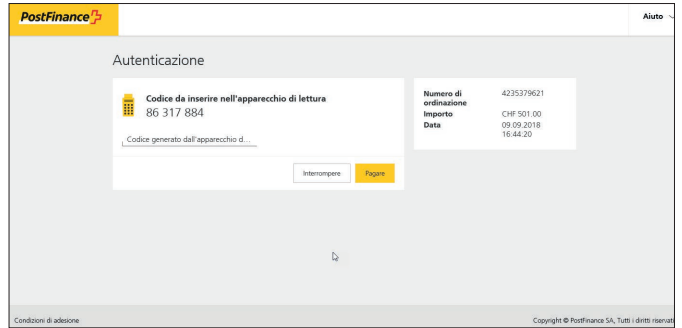 PostFinance
Aiuto
Autenticazione
Codice da inserire nell'apparecchio di lettura
86 317 884
Codice generato dall'apparecchio d...
Interrompere
Pagare
Numero di ordinazione 4235379621
Importo CHF 501.00
Data 09.09.2018
16:44:20
Condizioni di adesione
Copyright © PostFinance SA, Tutti i diritti riservati